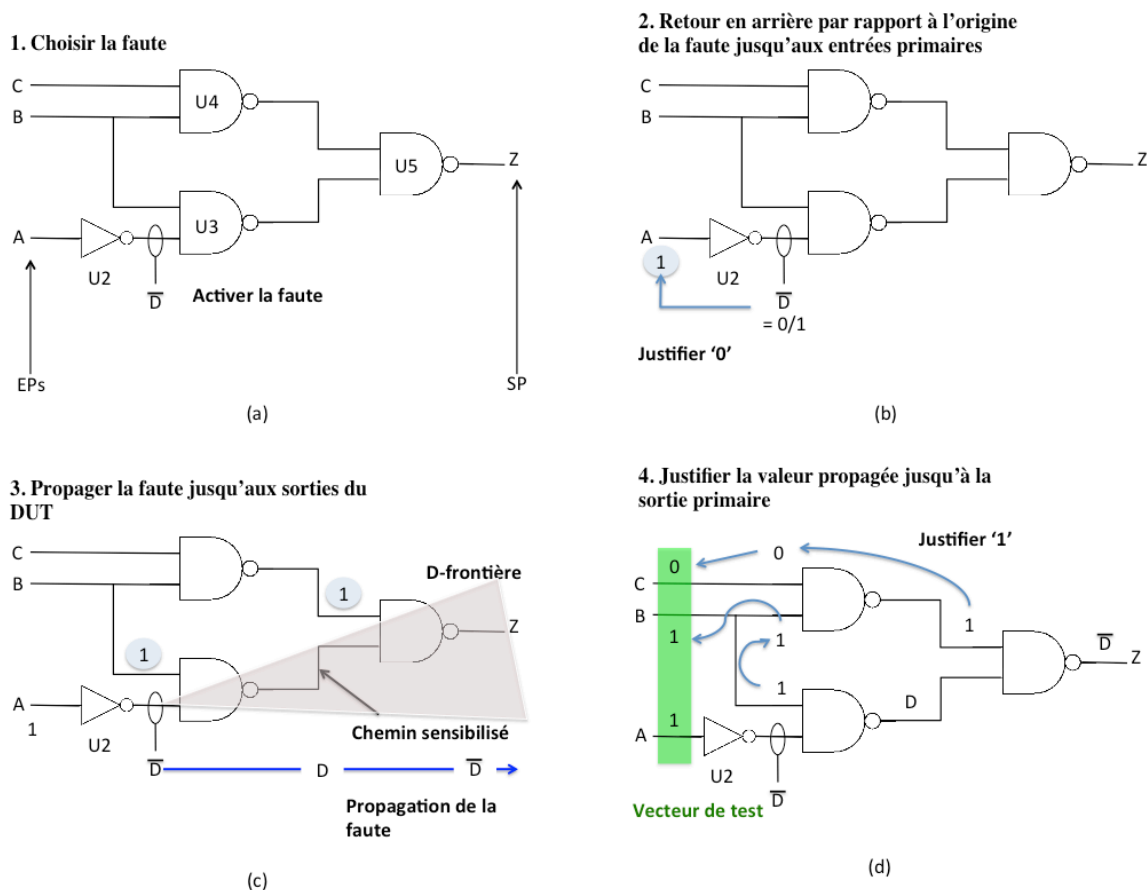 1. Choisir la faute
C
B
U4
U5
Z
U3
A
U2
D̅
Activer la faute
EPs
SP
(a)
2. Retour en arrière par rapport à l’origine
de la faute jusqu’aux entrées primaires
C
B
Z
A
1
U2
D̅
= 0/1
Justifier ‘0’
(b)
3. Propager la faute jusqu’aux sorties du
DUT
C
B
D-frontière
1
1
Z
A
1
U2
Chemin sensibilisé
D̅
D
D̅
Propagation de la
faute
(c)
4. Justifier la valeur propagée jusqu’à la
sortie primaire
Justifier ‘1’
0
0
C
B
1
1
1
D̅
Z
1
D
1
A
U2
D̅
Vecteur de test
(d)